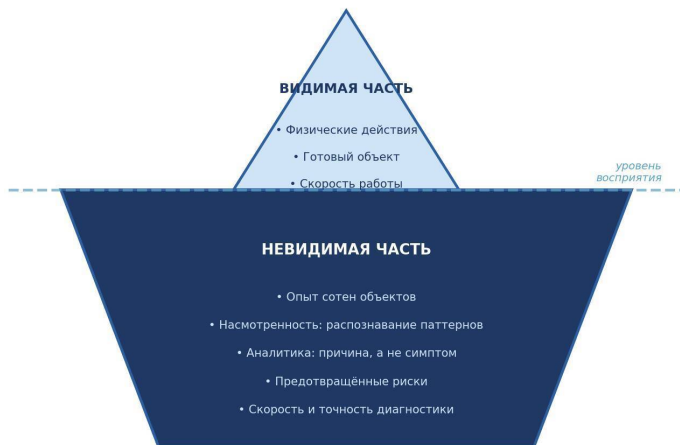 ВИДИМАЯ ЧАСТЬ
• Физические действия
• Готовый объект
• Скорость работы
уровень
восприятия
НЕВИДИМАЯ ЧАСТЬ
• Опыт сотен объектов
• Насмотренность: распознавание паттернов
• Аналитика: причина, а не симптом
• Предотвращённые риски
• Скорость и точность диагностики